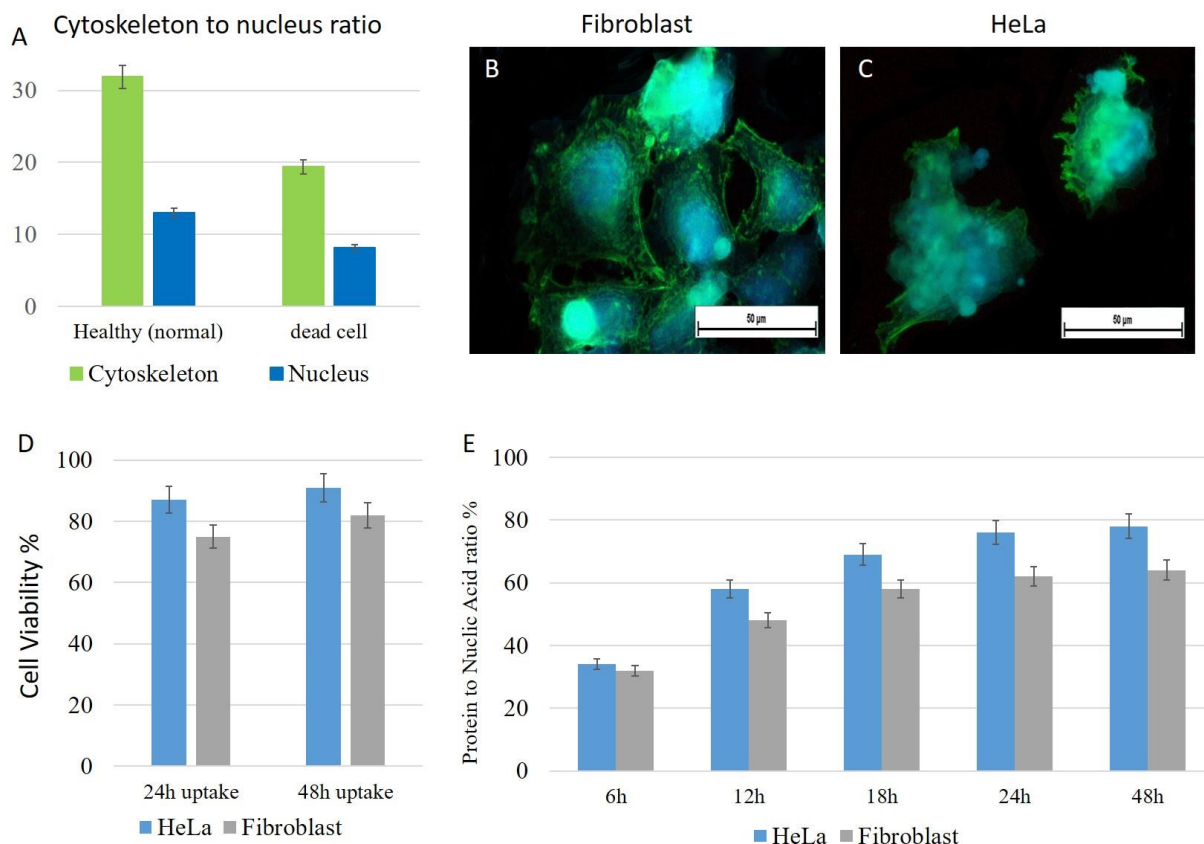 A
Cytoskeleton to nucleus ratio
30
20
10
0
Healthy (normal)
dead cell
Cytoskeleton
Nucleus
Fibroblast
B
50 µm
HeLa
C
50 µm
D
100
80
60
40
20
0
Cell Viability %
24h uptake
48h uptake
HeLa
Fibroblast
E
100
80
60
40
20
0
Protein to Nuclic Acid ratio %
6h
12h
18h
24h
48h
HeLa
Fibroblast